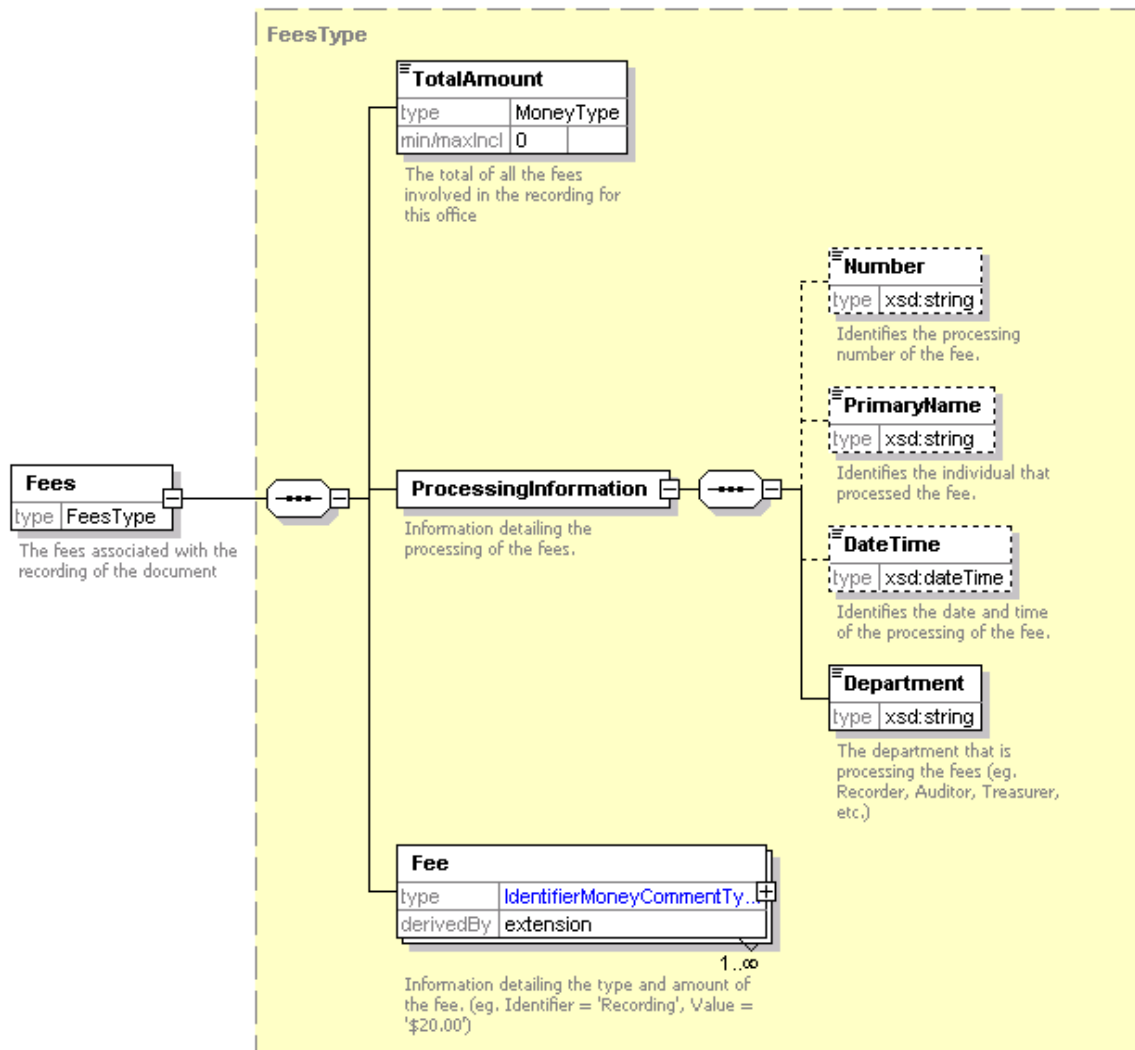 FeesType
TotalAmount
type MoneyType
min/maxIncl 0
The total of all the fees
involved in the recording for
this office
Number
type xsd:string
Identifies the processing
number of the fee.
PrimaryName
type xsd:string
Identifies the individual that
processed the fee.
Fees
type FeesType
The fees associated with the
recording of the document
ProcessingInformation
Information detailing the
processing of the fees.
DateTime
type xsd:dateTime
Identifies the date and time
of the processing of the fee.
Department
type xsd:string
The department that is
processing the fees (eg.
Recorder, Auditor, Treasurer,
etc.)
Fee
type IdentifierMoneyCommentTy...
derivedBy extension
1..∞
Information detailing the type and amount of
the fee. (eg. Identifier = 'Recording', Value =
'$20.00')